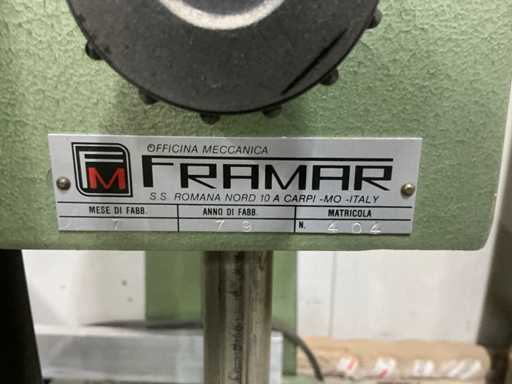 OFFICINA MECCANICA
FM FRAMAR
S.S. ROMANA NORD 10 A CARPI -MO -ITALY
MESE DI FABB. ANNO DI FABB. MATRICOLA
7 79 N. 404